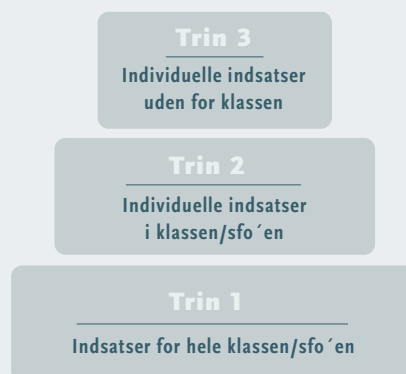 Trin 3
Individuelle indsatser
uden for klassen
Trin 2
Individuelle indsatser
i klassen/sfo´en
Trin 1
Indsatser for hele klassen/sfo´en